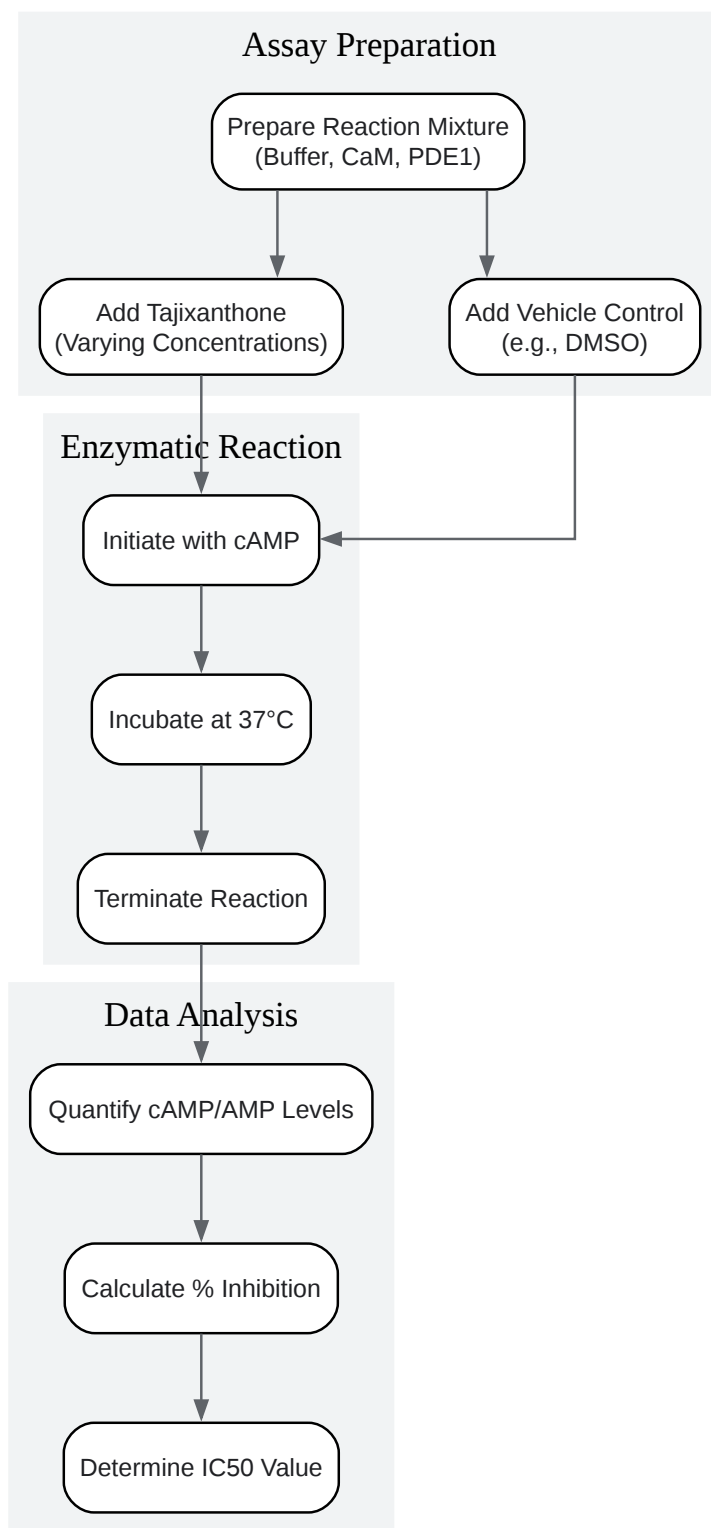 Assay Preparation
Prepare Reaction Mixture
(Buffer, CaM, PDE1)
Add Tajixanthone
(Varying Concentrations)
Add Vehicle Control
(e.g., DMSO)
Enzymatic Reaction
Initiate with cAMP
Incubate at 37°C
Terminate Reaction
Data Analysis
Quantify cAMP/AMP Levels
Calculate % Inhibition
Determine IC50 Value